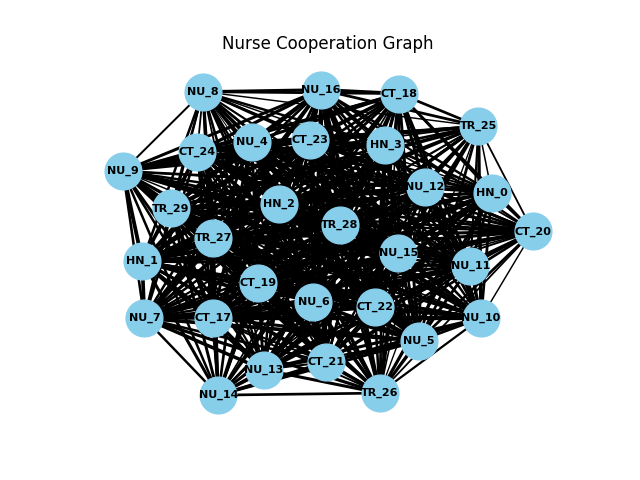 Nurse Cooperation Graph
NU_8
NU_16
CT_18
TR_25
NU_4
CT_23
HN_3
CT_24
NU_9
NU_12
HN_0
TR_29
HN_2
TR_28
CT_20
TR_27
NU_15
HN_1
NU_11
CT_19
NU_6
CT_22
NU_7
CT_17
NU_10
NU_5
CT_21
NU_13
NU_14
TR_26